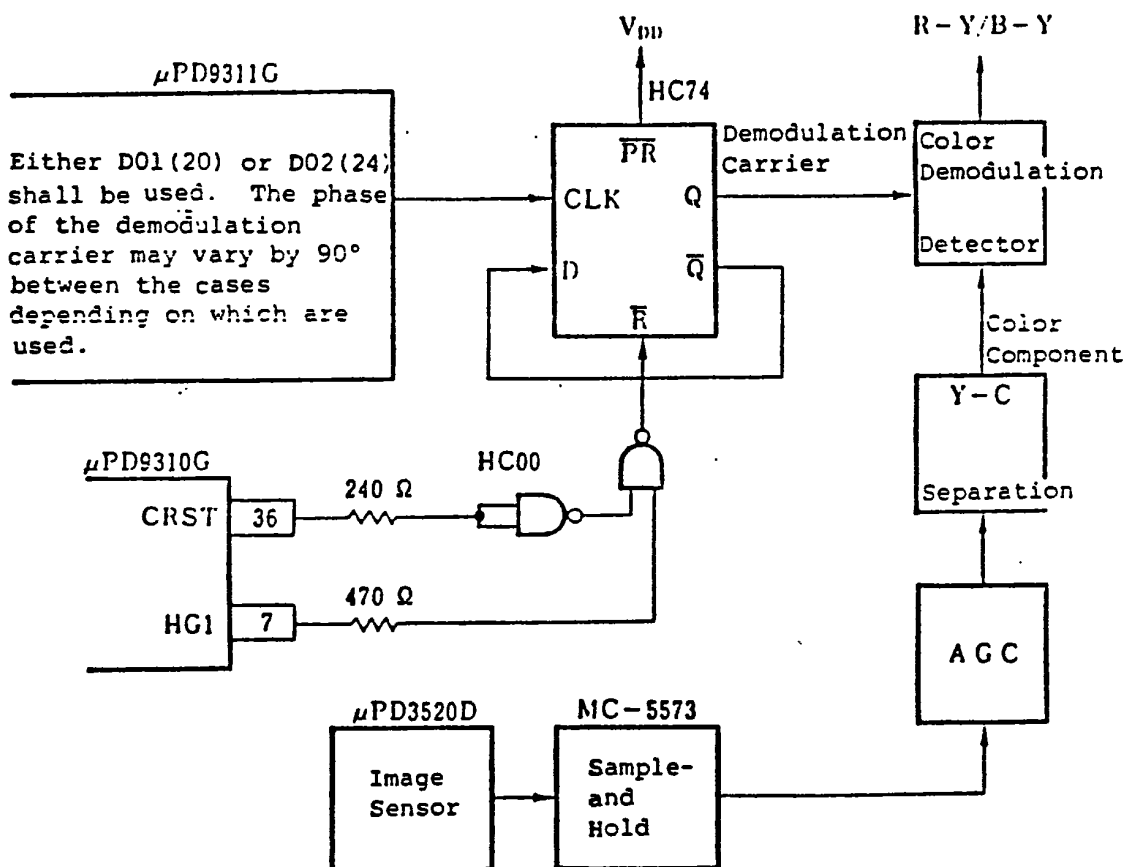 V_DD
R-Y/B-Y
μPD9311G
HC74
Either DO1(20) or DO2(24)
shall be used. The phase
of the demodulation
carrier may vary by 90°
between the cases
depending on which are
used.
PR̅
CLK
Q
D
Q̅
R̅
Demodulation
Carrier
Color
Demodulation
Detector
Color
Component
Y-C
Separation
μPD9310G
CRST
36
240 Ω
HC00
HG1
7
470 Ω
AGC
μPD3520D
Image
Sensor
MC-5573
Sample-
and
Hold